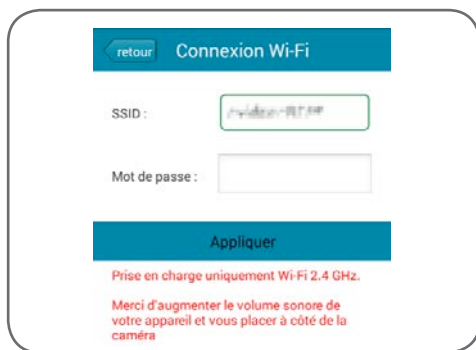 retour
Connexion Wi-Fi
SSID :
Mot de passe :
Appliquer
Prise en charge uniquement Wi-Fi 2.4 GHz.
Merci d'augmenter le volume sonore de
votre appareil et vous placer à côté de la
caméra